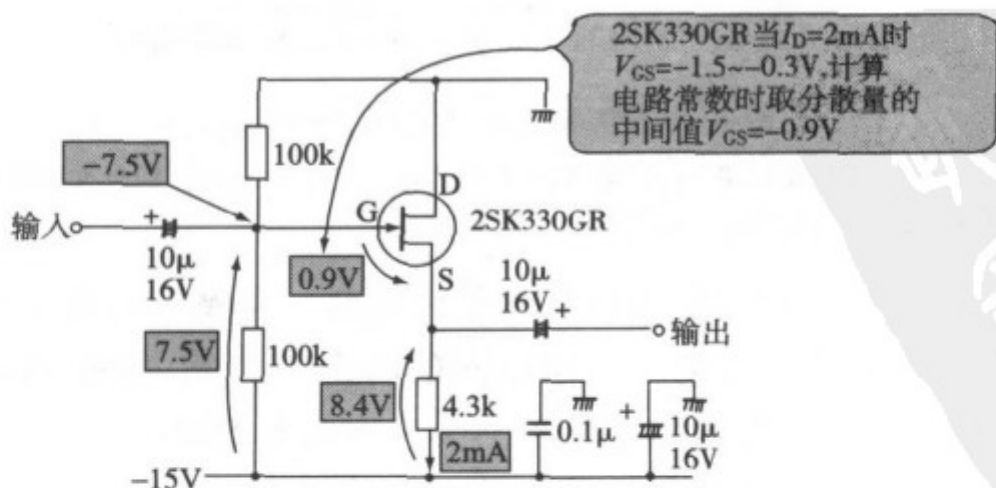 2SK330GR当I_D=2mA时
V_GS=-1.5~-0.3V,计算
电路常数时取分散量的
中间值V_GS=-0.9V
100k
-7.5V
D
G
2SK330GR
输入
+
10μ
16V
0.9V
S
10μ
16V
+
输出
7.5V
100k
8.4V
4.3k
0.1μ
+
10μ
16V
2mA
-15V